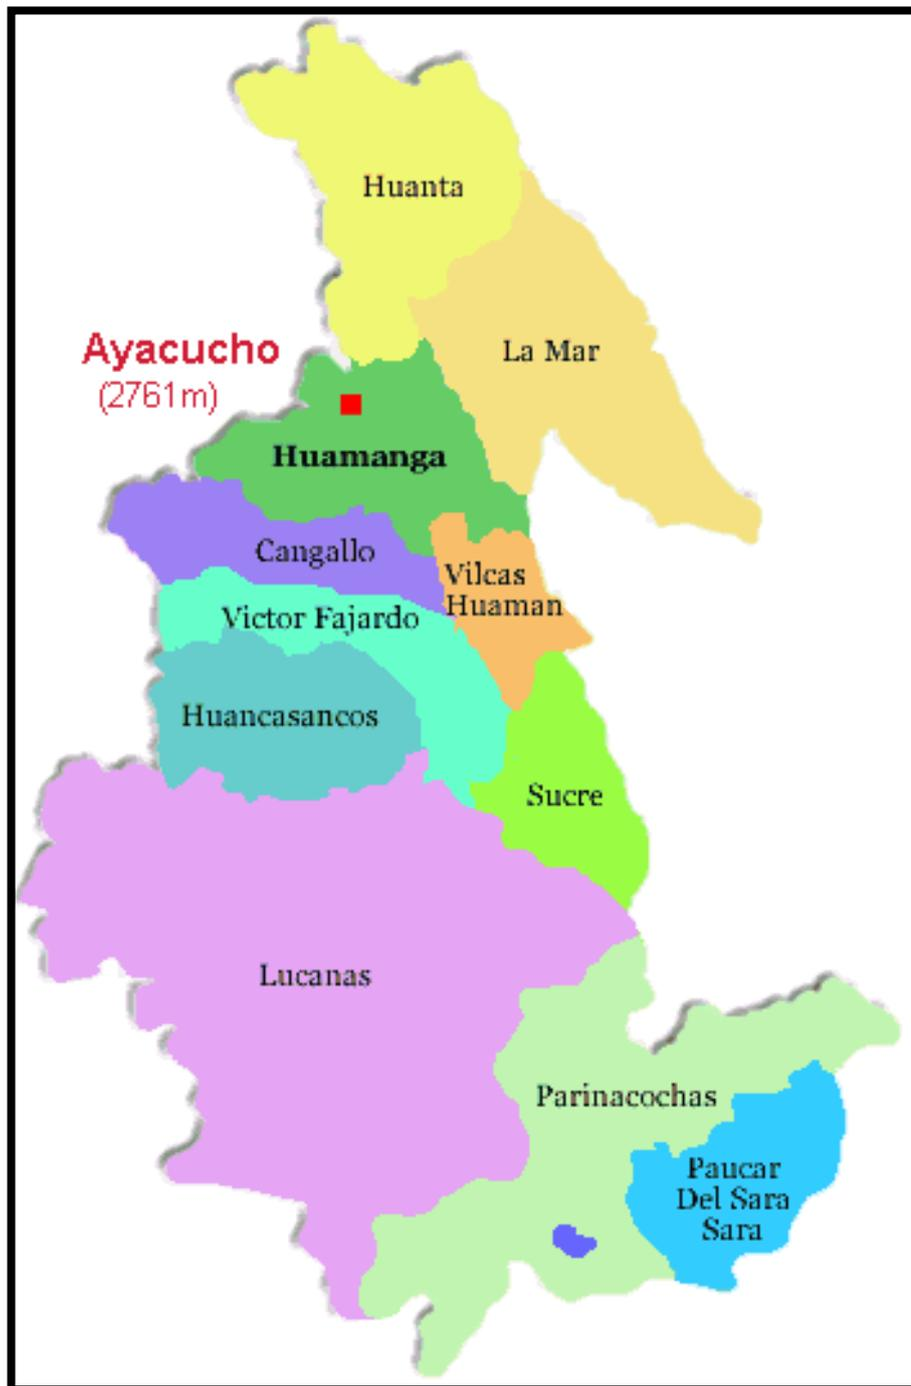 Huanta
La Mar
Ayacucho
(2761m)
Huamanga
Cangallo
Vilcas
Huaman
Victor Fajardo
Huancasancos
Sucre
Lucanas
Parinacochas
Paucar
Del Sara
Sara